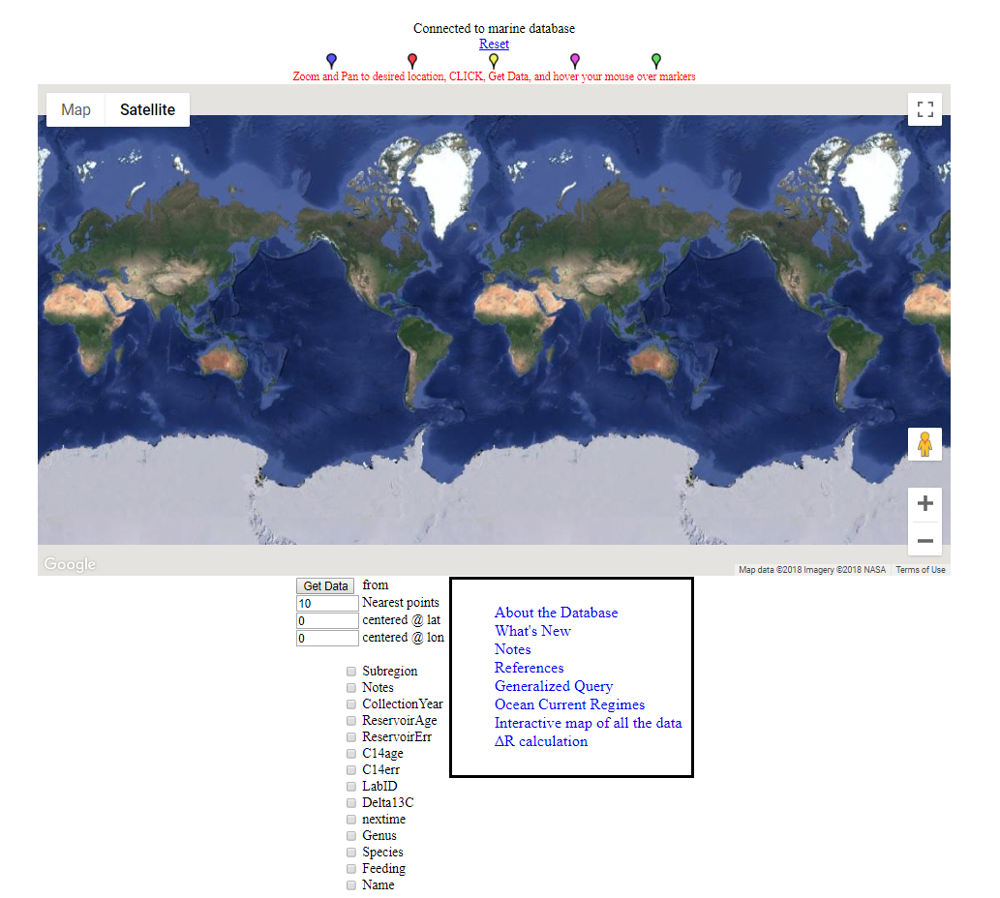 Connected to marine database
Reset
Zoom and Pan to desired location, CLICK, Get Data, and hover your mouse over markers
Map Satellite
Google
Map data ©2018 Imagery ©2018 NASA Terms of Use
Get Data from
10 Nearest points
0 centered @ lat
0 centered @ lon
Subregion
Notes
CollectionYear
ReservoirAge
ReservoirErr
C14age
C14err
LabID
Delta13C
nextime
Genus
Species
Feeding
Name
About the Database
What's New
Notes
References
Generalized Query
Ocean Current Regimes
Interactive map of all the data
ΔR calculation